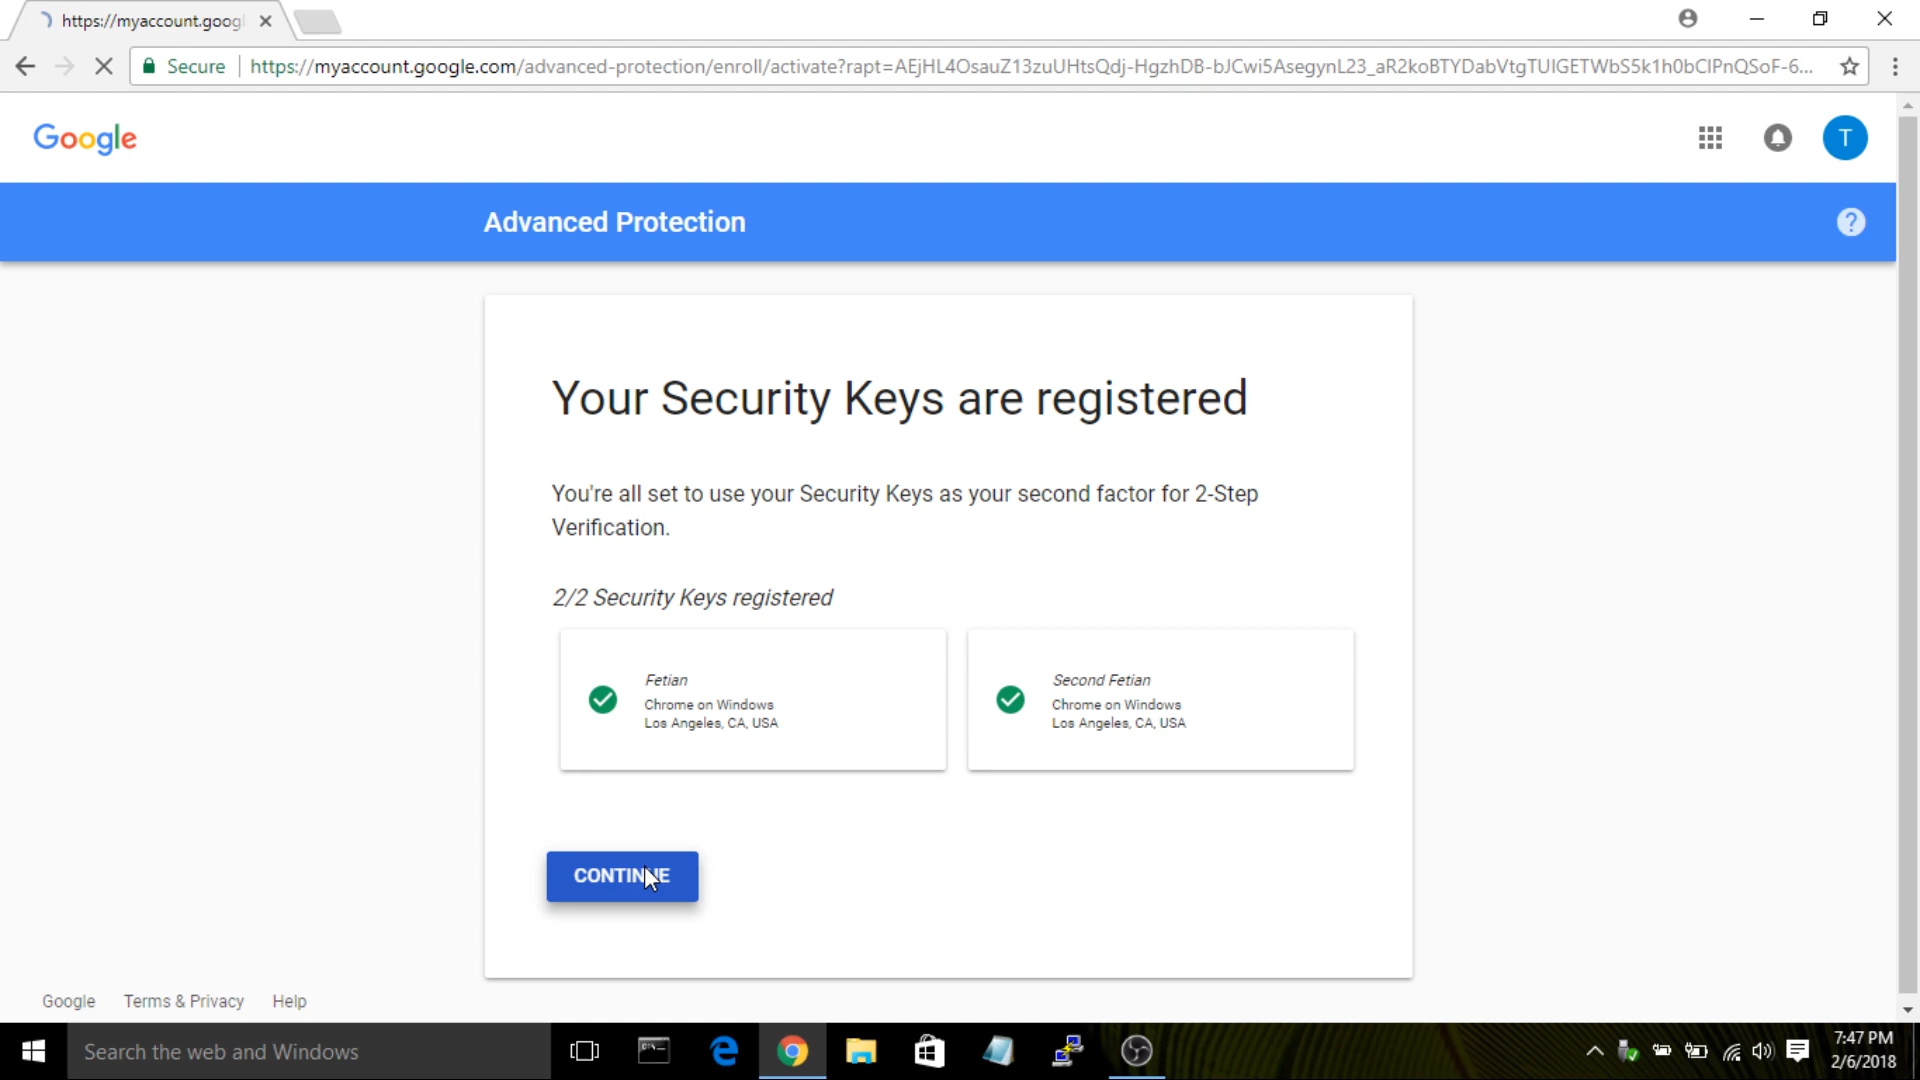 https://myaccount.googl
Secure
https://myaccount.google.com/advanced-protection/enroll/activate?rapt=AEjHL4OsauZ13zuUHtsQdj-HgzhDB-bJCwi5AsegynL23_aR2koBTYDabVtgTUIGETWbS5k1h0bCIPnQSoF-6...
Google
T
Advanced Protection
?
Your Security Keys are registered
You're all set to use your Security Keys as your second factor for 2-Step
Verification.
2/2 Security Keys registered
Fetian
Chrome on Windows
Los Angeles, CA, USA
Second Fetian
Chrome on Windows
Los Angeles, CA, USA
CONTINUE
Google Terms & Privacy Help
Search the web and Windows
7:47 PM
2/6/2018